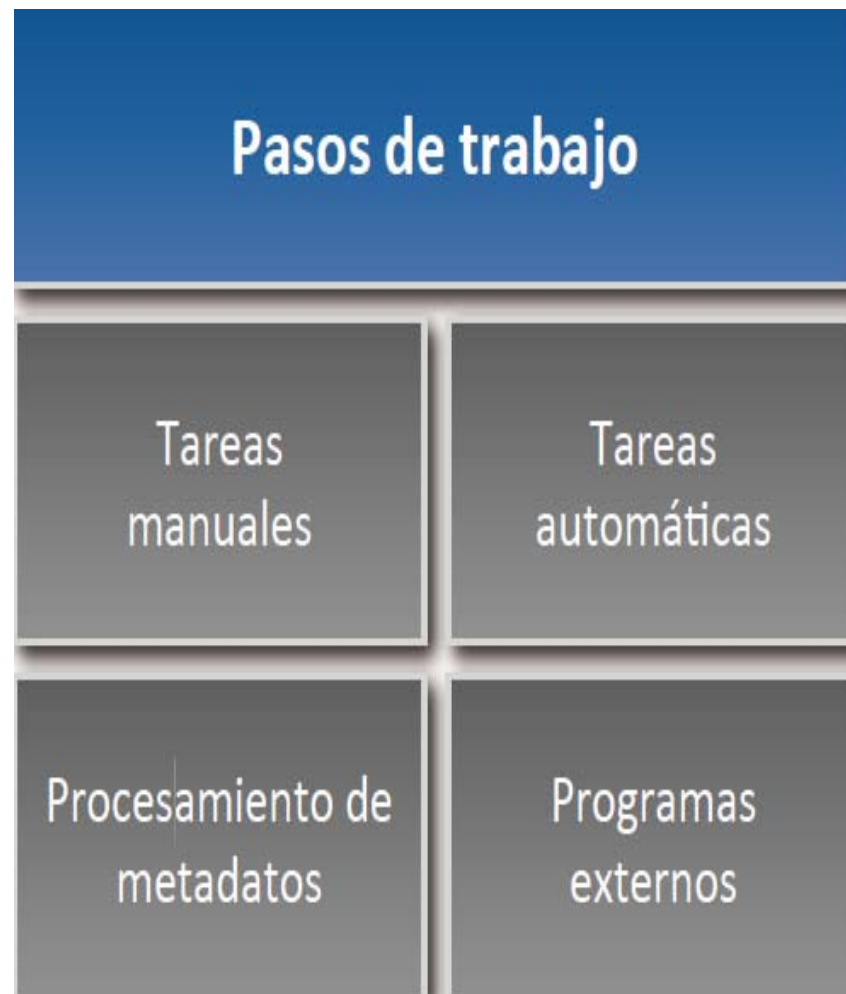 Pasos de trabajo
Tareas
manuales
Tareas
automáticas
Procesamiento de
metadatos
Programas
externos